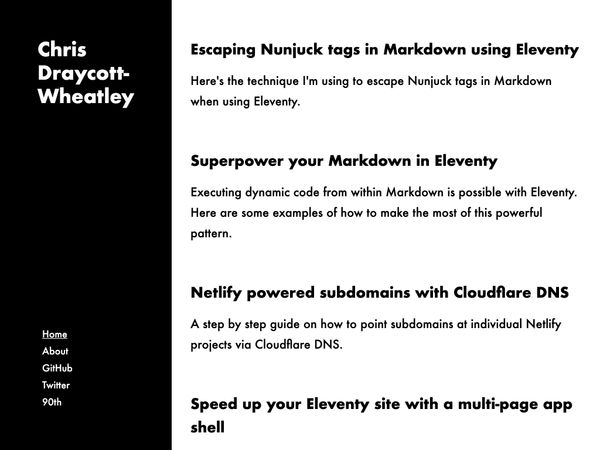 Chris
Draycott-
Wheatley
Home
About
GitHub
Twitter
90th
Escaping Nunjuck tags in Markdown using Eleventy
Here's the technique I'm using to escape Nunjuck tags in Markdown
when using Eleventy.
Superpower your Markdown in Eleventy
Executing dynamic code from within Markdown is possible with Eleventy.
Here are some examples of how to make the most of this powerful
pattern.
Netlify powered subdomains with Cloudflare DNS
A step by step guide on how to point subdomains at individual Netlify
projects via Cloudflare DNS.
Speed up your Eleventy site with a multi-page app
shell